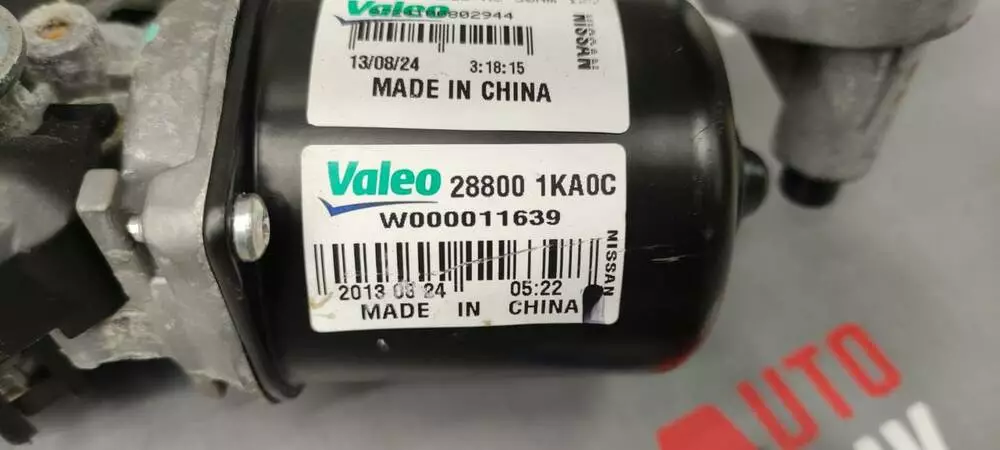 Valeo
NISSAN
13/08/24 3:18:15
MADE IN CHINA
Valeo 28800 1KA0C
W000011639
NISSAN
2013 08 24 05:22
MADE IN CHINA
AUTO